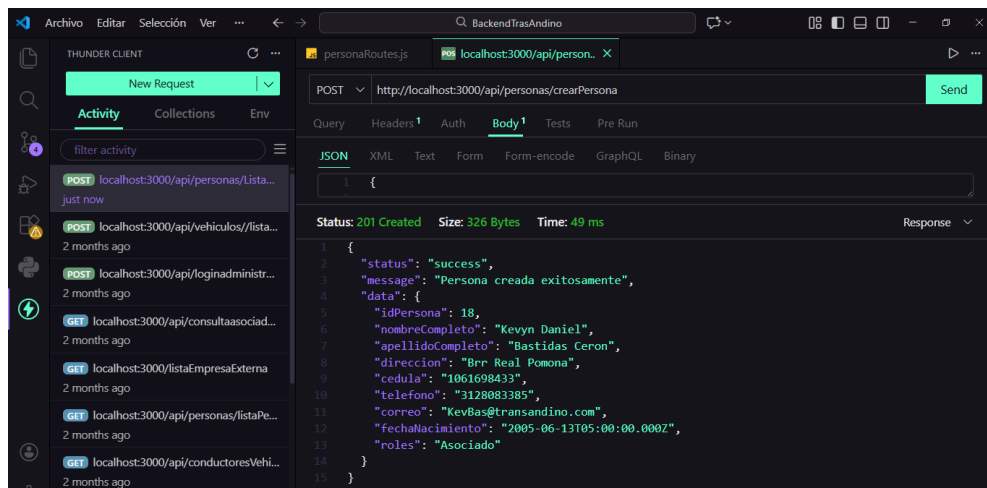 Archivo Editar Selección Ver ··· ← → BackendTrasAndino
THUNDER CLIENT
New Request
Activity Collections Env
filter activity
POST localhost:3000/api/personas/Lista...
just now
POST localhost:3000/api/vehiculos//lista...
2 months ago
POST localhost:3000/api/loginadministr...
2 months ago
GET localhost:3000/api/consultaasociad...
2 months ago
GET localhost:3000/listaEmpresaExterna
2 months ago
GET localhost:3000/api/personas/listaPe...
2 months ago
GET localhost:3000/api/conductoresVehi...
2 months ago
4
JS personaRoutes.js POS localhost:3000/api/person.. ×
POST http://localhost:3000/api/personas/crearPersona Send
Query Headers 1 Auth Body 1 Tests Pre Run
JSON XML Text Form Form-encode GraphQL Binary
1 {
Status: 201 Created Size: 326 Bytes Time: 49 ms Response
1 {
2 "status": "success",
3 "message": "Persona creada exitosamente",
4 "data": {
5 "idPersona": 18,
6 "nombreCompleto": "Kevyn Daniel",
7 "apellidoCompleto": "Bastidas Ceron",
8 "direccion": "Brr Real Pomona",
9 "cedula": "1061698433",
10 "telefono": "3128083385",
11 "correo": "KevBas@transandino.com",
12 "fechaNacimiento": "2005-06-13T05:00:00.000Z",
13 "roles": "Asociado"
14 }
15 }